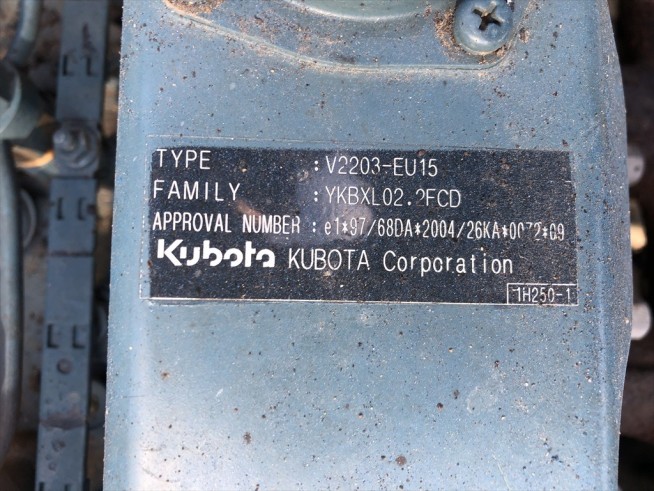 TYPE : V2203-EU15
FAMILY : YKBXL02.2FCD
APPROVAL NUMBER : e1*97/68DA*2004/26KA*0072*09
Kubota KUBOTA Corporation
1H250-1